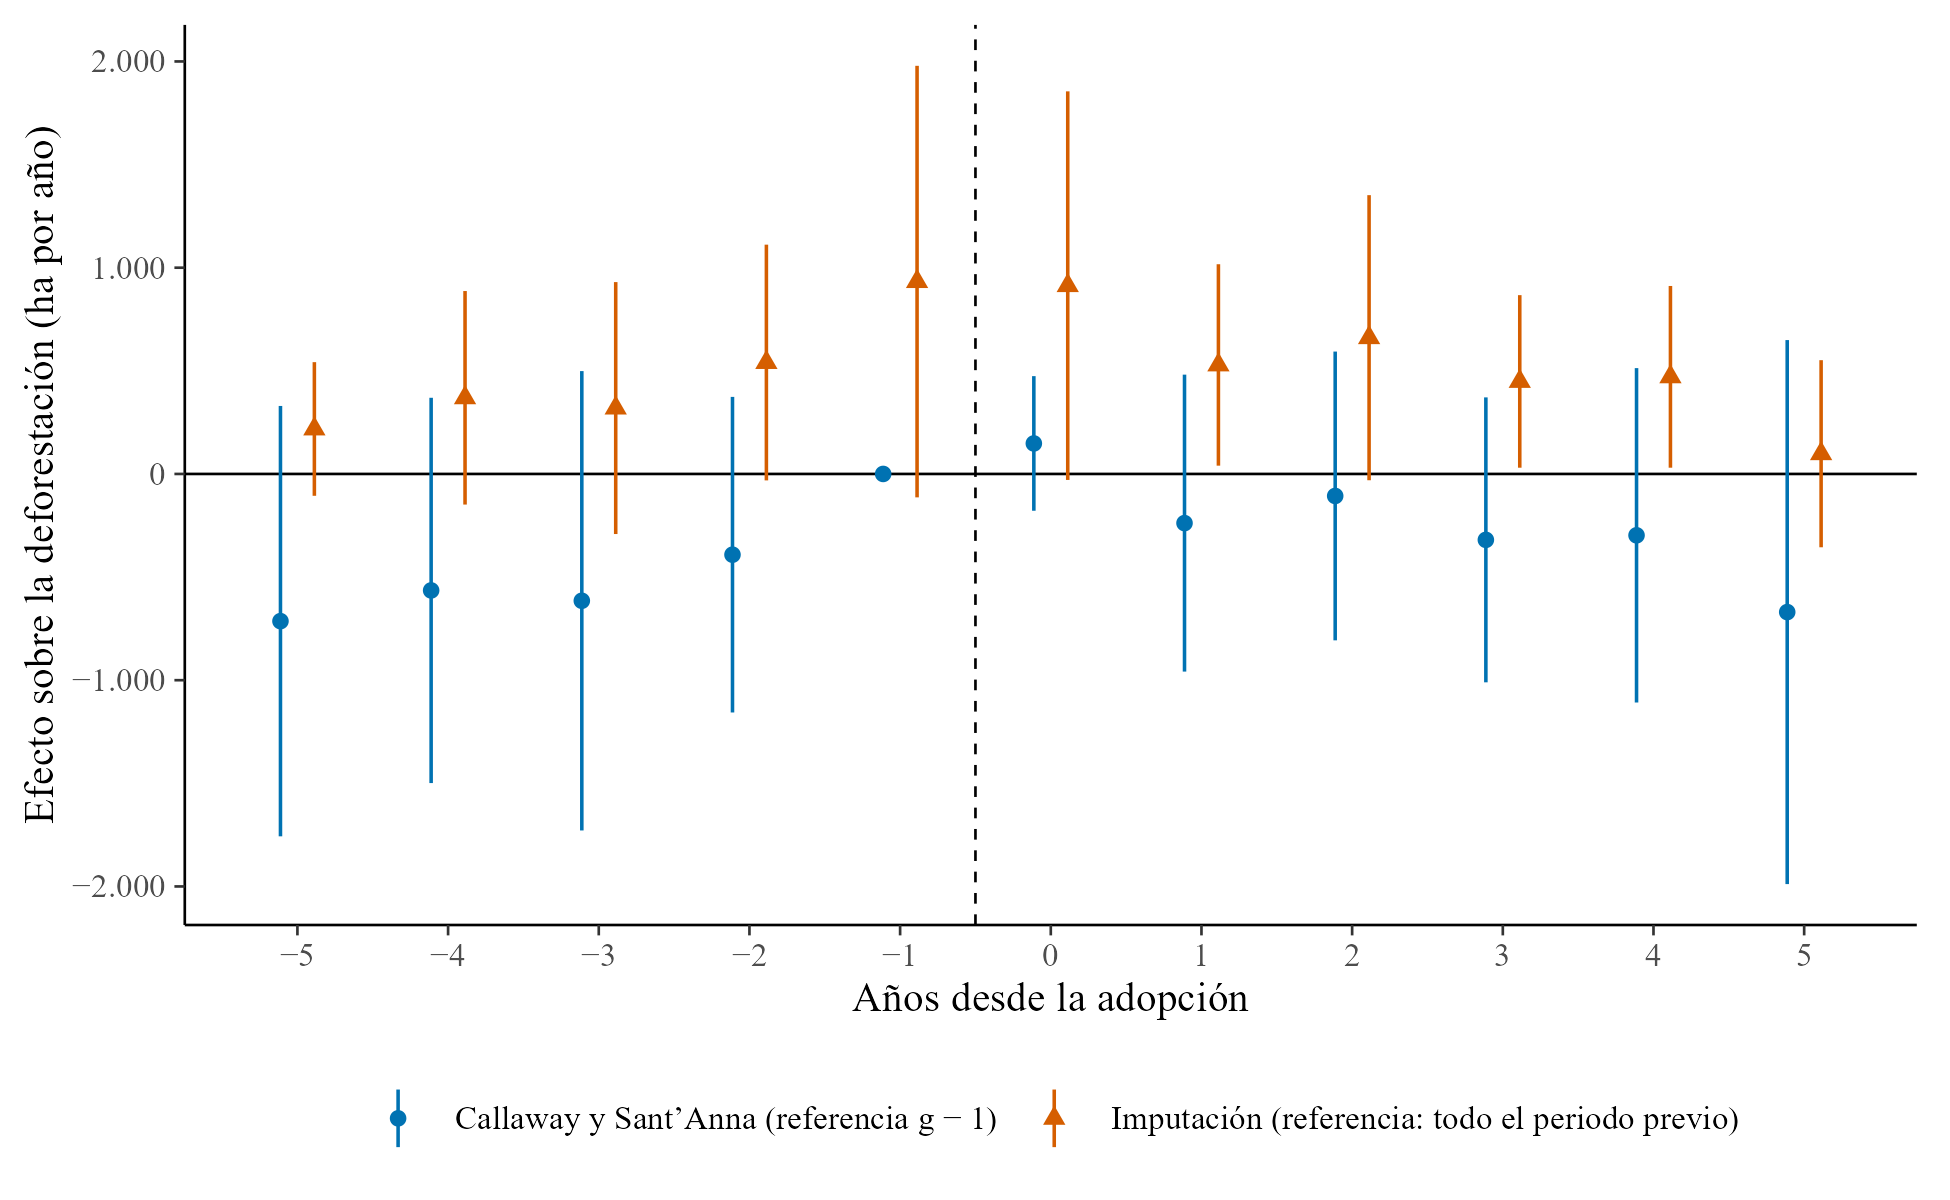 Efecto sobre la deforestación (ha por año)
2.000
1.000
0
−1.000
−2.000
−5 −4 −3 −2 −1 0 1 2 3 4 5
Años desde la adopción
Callaway y Sant’Anna (referencia g − 1) Imputación (referencia: todo el periodo previo)